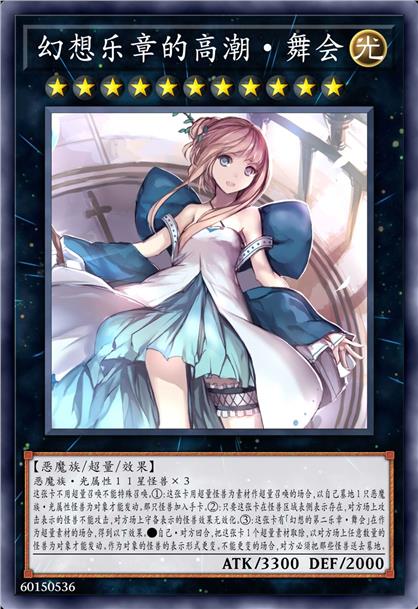 幻想乐章的高潮·舞会
光
【恶魔族/超量/效果】
恶魔族·光属性11星怪兽×3
这张卡不用超量召唤不能特殊召唤。①:这张卡用超量怪兽为素材作超量召唤的场合,以自己墓地1只恶魔
族·光属性怪兽为对象才能发动。那只怪兽加入手卡。②:只要这张卡在怪兽区域表侧表示存在,对方场上攻
击表示的怪兽不能攻击,对方场上守备表示的怪兽效果无效化。③:这张卡有「幻想的第二乐章·舞会」在作
为超量素材的场合,得到以下效果。●自己·对方回合,把这张卡1个超量素材取除,以对方场上任意数量的
怪兽为对象才能发动。作为对象的怪兽的表示形式更变。不能更变的场合,对方必须把那些怪兽送去墓地。
ATK/3300 DEF/2000
60150536